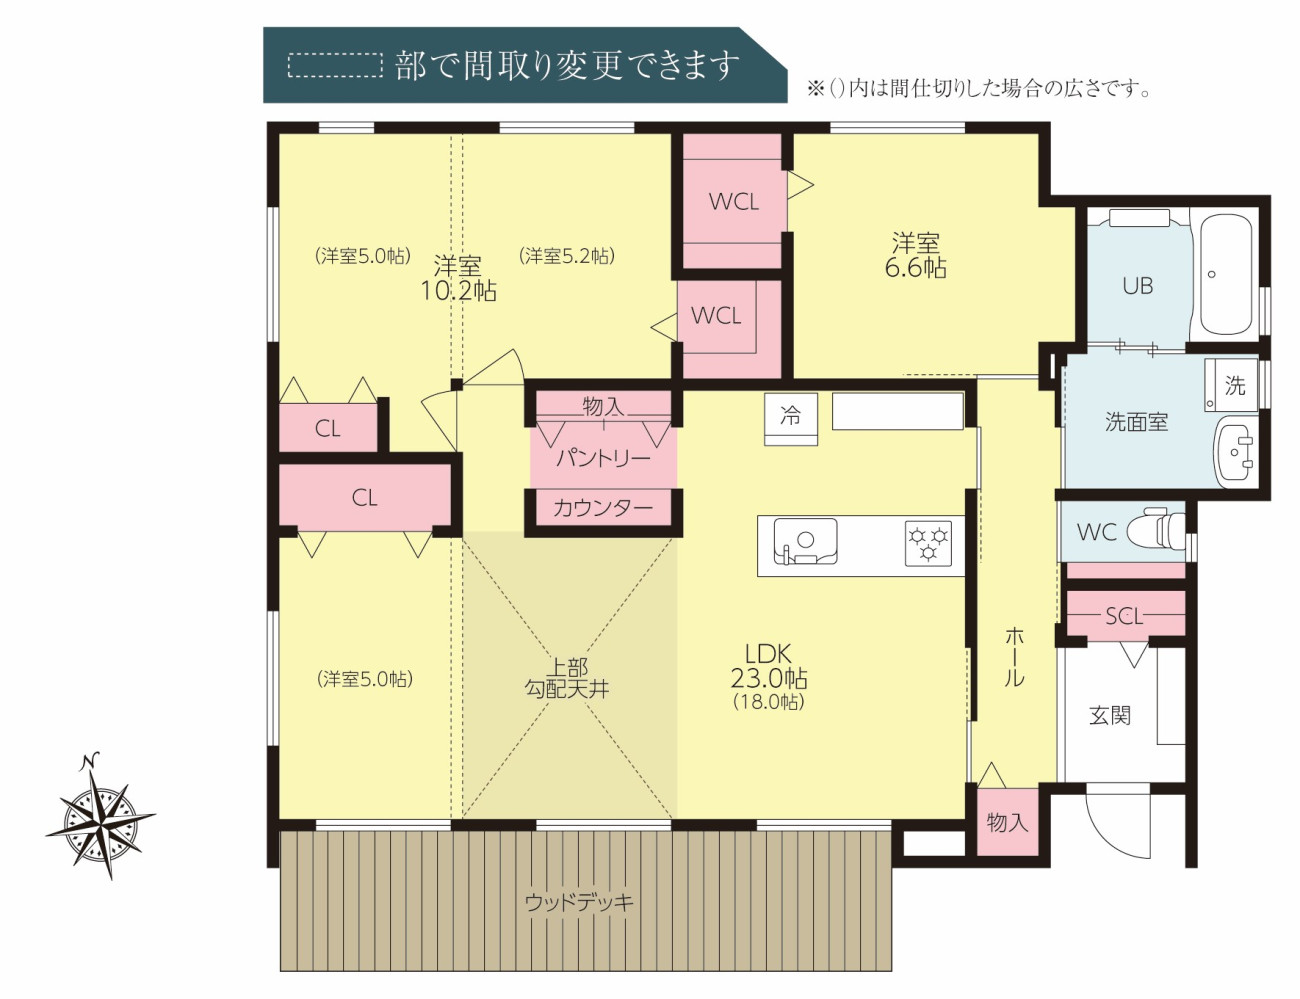 部で間取り変更できます
※()内は間仕切りした場合の広さです。
WCL
(洋室5.0帖)
洋室
10.2帖
(洋室5.2帖)
洋室
6.6帖
UB
WCL
洗
CL
物入
冷
洗面室
パントリー
CL
カウンター
WC
SCL
ホール
上部
勾配天井
(洋室5.0帖)
LDK
23.0帖
(18.0帖)
玄関
N
物入
ウッドデッキ